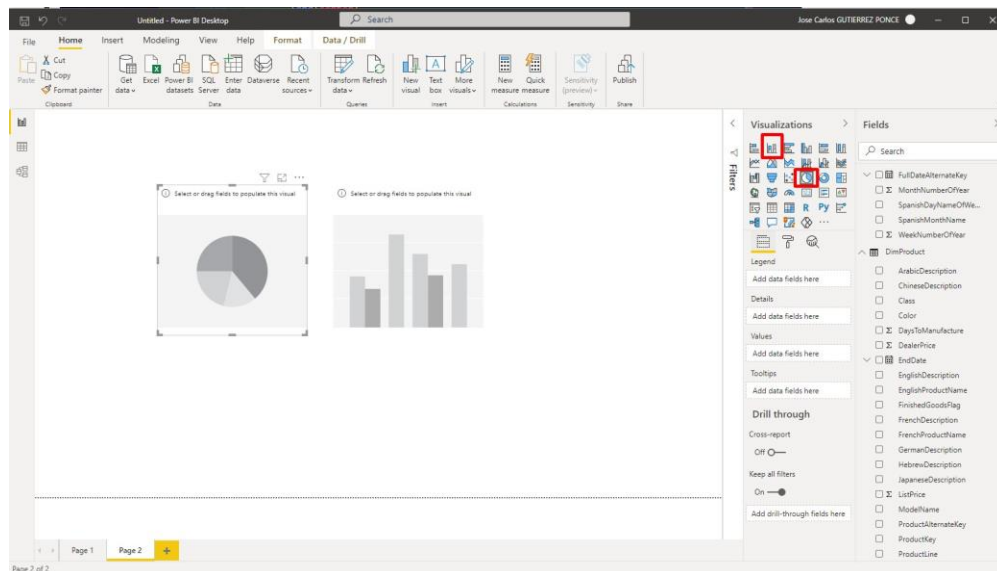 Untitled - Power BI Desktop
Search
Jose Carlos GUTIERREZ PONCE
File Home Insert Modeling View Help Format Data / Drill
Paste
Cut
Copy
Format painter
Get data
Excel
Power BI datasets
SQL Server
Enter data
Dataverse
Recent sources
Transform data
Refresh
New visual
Text box
More visuals
New measure
Quick measure
Sensitivity (preview)
Publish
Clipboard
Data
Queries
Insert
Calculations
Sensitivity
Share
Select or drag fields to populate this visual
Select or drag fields to populate this visual
Filters
Visualizations
R Py
Legend
Add data fields here
Details
Add data fields here
Values
Add data fields here
Tooltips
Add data fields here
Drill through
Cross-report
Off
Keep all filters
On
Add drill-through fields here
Fields
Search
FullDateAlternateKey
Σ MonthNumberOfYear
SpanishDayNameOfWe...
SpanishMonthName
Σ WeekNumberOfYear
DimProduct
ArabicDescription
ChineseDescription
Class
Color
Σ DaysToManufacture
Σ DealerPrice
EndDate
EnglishDescription
EnglishProductName
FinishedGoodsFlag
FrenchDescription
FrenchProductName
GermanDescription
HebrewDescription
JapaneseDescription
Σ ListPrice
ModelName
ProductAlternateKey
ProductKey
ProductLine
Page 1
Page 2
Page 2 of 2